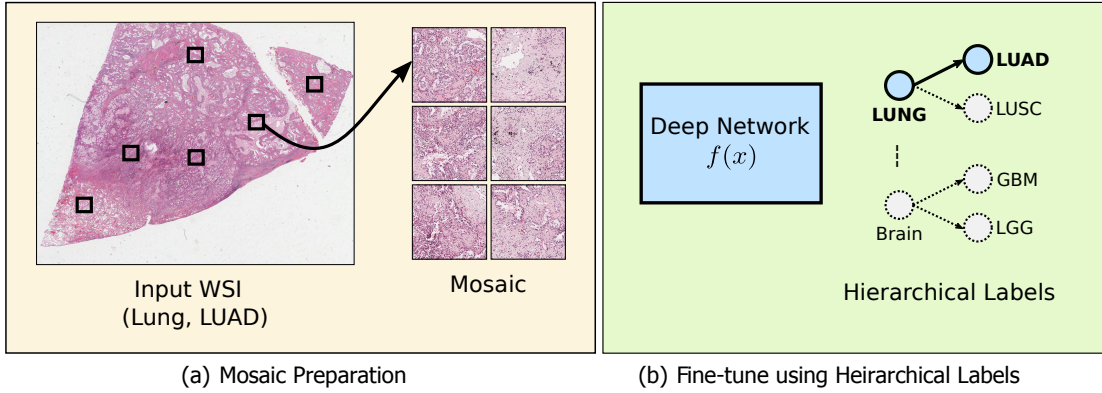 Input WSI
(Lung, LUAD)
Mosaic
(a) Mosaic Preparation
Deep Network
f(x)
LUNG
LUAD
LUSC
Brain
GBM
LGG
Hierarchical Labels
(b) Fine-tune using Heirarchical Labels